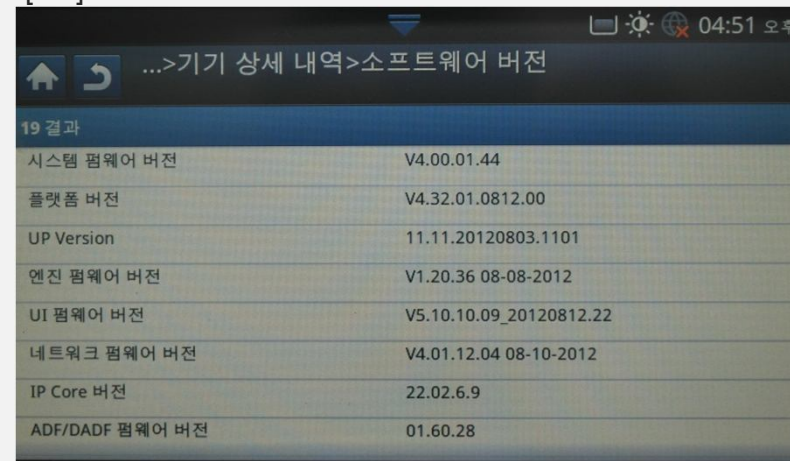 04:51 오후
...>기기 상세 내역>소프트웨어 버전
19 결과
시스템 펌웨어 버전 V4.00.01.44
플랫폼 버전 V4.32.01.0812.00
UP Version 11.11.20120803.1101
엔진 펌웨어 버전 V1.20.36 08-08-2012
UI 펌웨어 버전 V5.10.10.09_20120812.22
네트워크 펌웨어 버전 V4.01.12.04 08-10-2012
IP Core 버전 22.02.6.9
ADF/DADF 펌웨어 버전 01.60.28